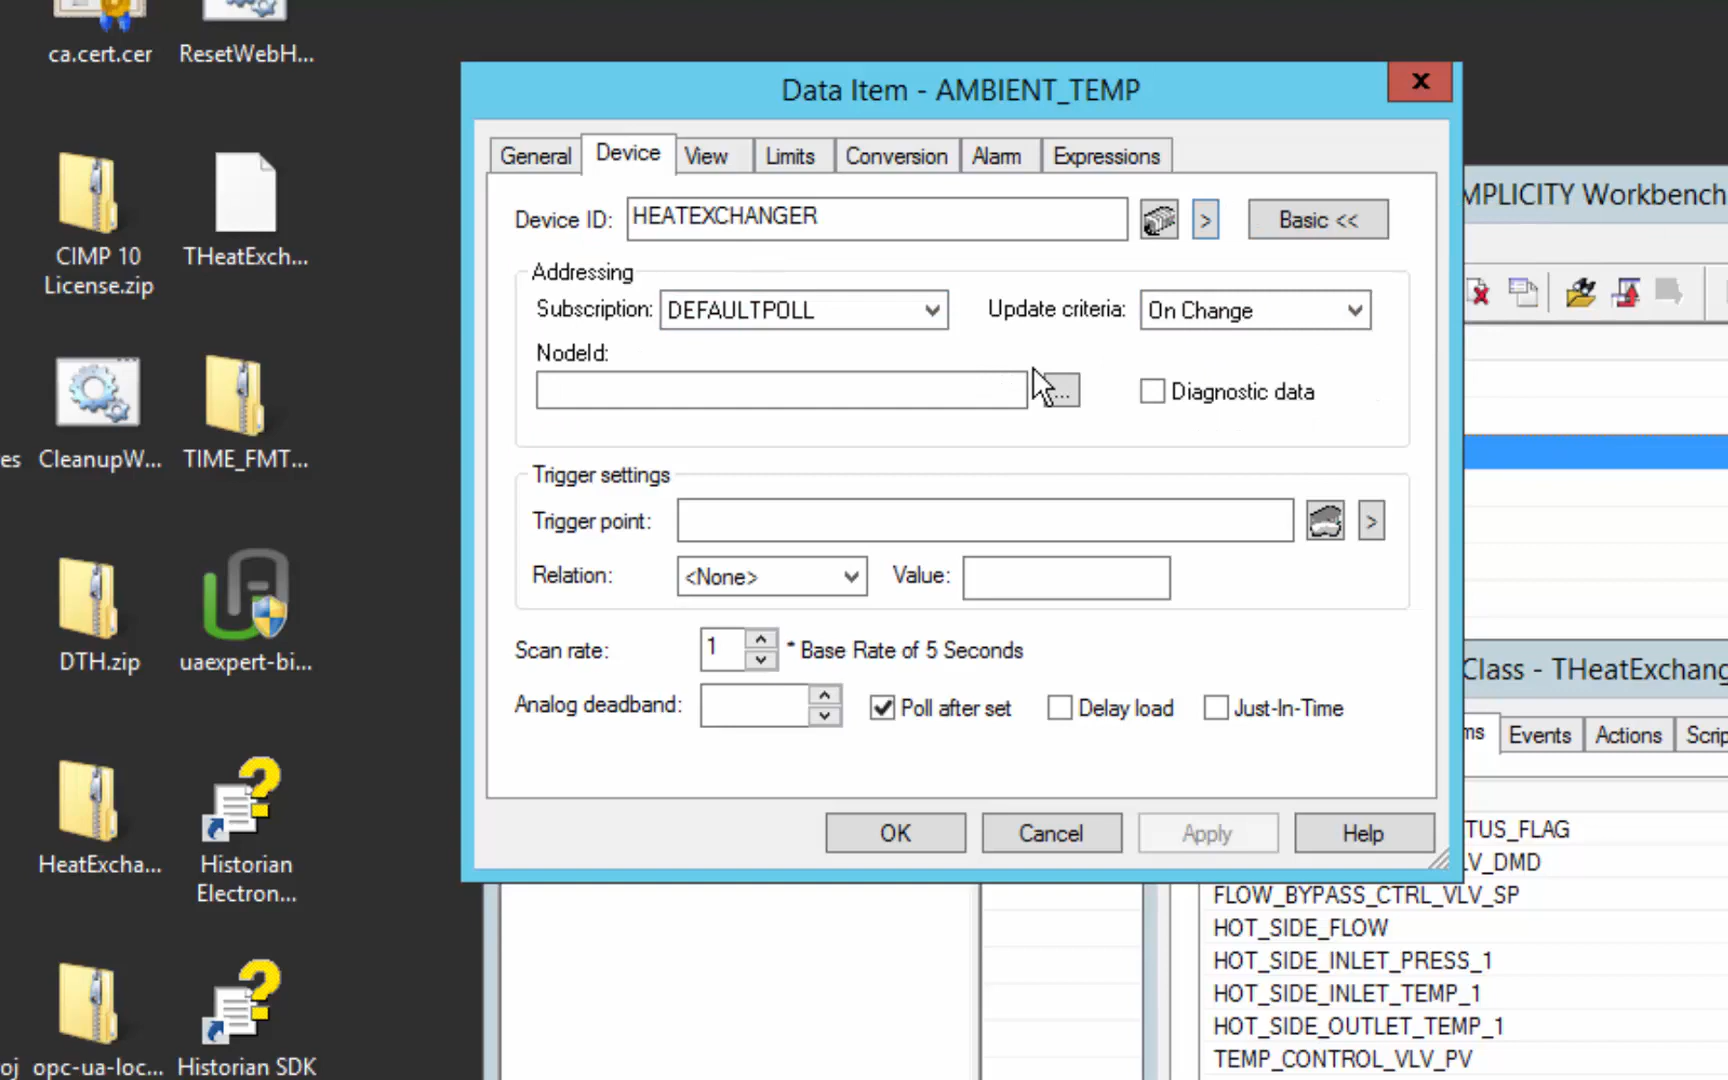 ca.cert.cer
ResetWebH...
CIMP 10
License.zip
THeatExch...
es
CleanupW...
TIME_FMT...
DTH.zip
uaexpert-bi...
HeatExcha...
Historian
Electron...
oj
opc-ua-loc...
Historian SDK
Data Item - AMBIENT_TEMP
x
General
Device
View
Limits
Conversion
Alarm
Expressions
Device ID:
HEATEXCHANGER
>
Basic <<
Addressing
Subscription:
DEFAULTPOLL
Update criteria:
On Change
NodeId:
...
Diagnostic data
Trigger settings
Trigger point:
>
Relation:
<None>
Value:
Scan rate:
1
* Base Rate of 5 Seconds
Analog deadband:
Poll after set
Delay load
Just-In-Time
OK
Cancel
Apply
Help
MPLICITY Workbench
Class - THeatExchang
ms
Events
Actions
Scrip
TUS_FLAG
LV_DMD
FLOW_BYPASS_CTRL_VLV_SP
HOT_SIDE_FLOW
HOT_SIDE_INLET_PRESS_1
HOT_SIDE_INLET_TEMP_1
HOT_SIDE_OUTLET_TEMP_1
TEMP_CONTROL_VLV_PV